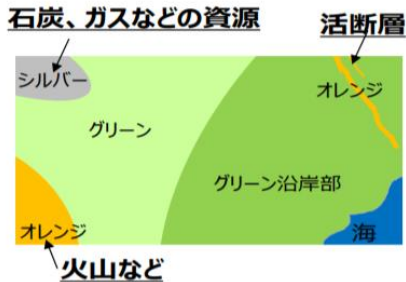 石炭、ガスなどの資源
活断層
シルバー
オレンジ
グリーン
グリーン沿岸部
オレンジ
海
火山など